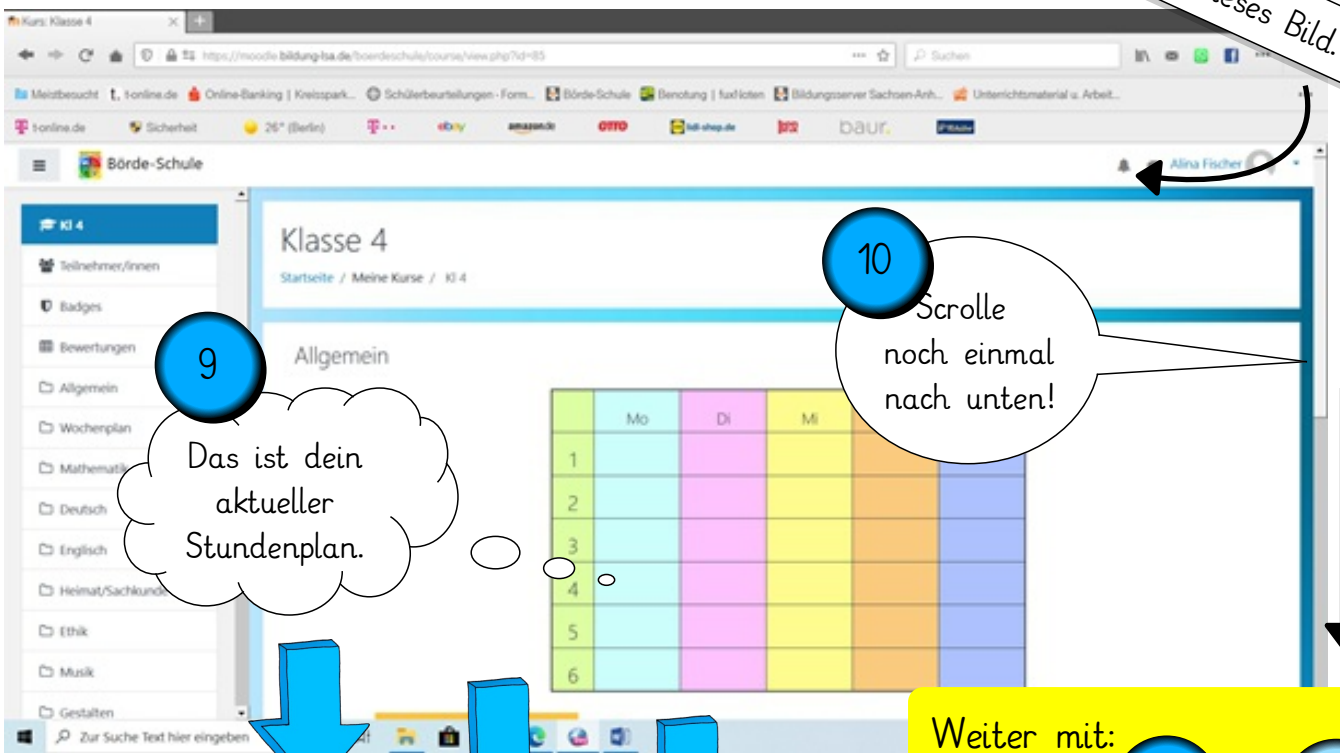 ieses Bild.
Kurs: Klasse 4
https://moodle.bildung-lsa.de/boerdeschule/course/view.php?id=85
Suchen
Meistbesucht
t-online.de
Online-Banking | Kreisspark...
Schülerbeurteilungen - Form...
Börde-Schule
Benotung | fuxNoten
Bildungsserver Sachsen-Anh...
Unterrichtsmaterial u. Arbeit...
t-online.de
Sicherheit
26° (Berlin)
ebay
amazon.de
OTTO
lidl-shop.de
baur.
Börde-Schule
Alina Fischer
Kl 4
Teilnehmer/innen
Badges
Bewertungen
Allgemein
Wochenplan
Mathematik
Deutsch
Englisch
Heimat/Sachkunde
Ethik
Musik
Gestalten
Klasse 4
Startseite / Meine Kurse / Kl 4
Allgemein
9
Das ist dein
aktueller
Stundenplan.
10
Scrolle
noch einmal
nach unten!
Mo Di Mi
1
2
3
4
5
6
Zur Suche Text hier eingeben
Weiter mit: